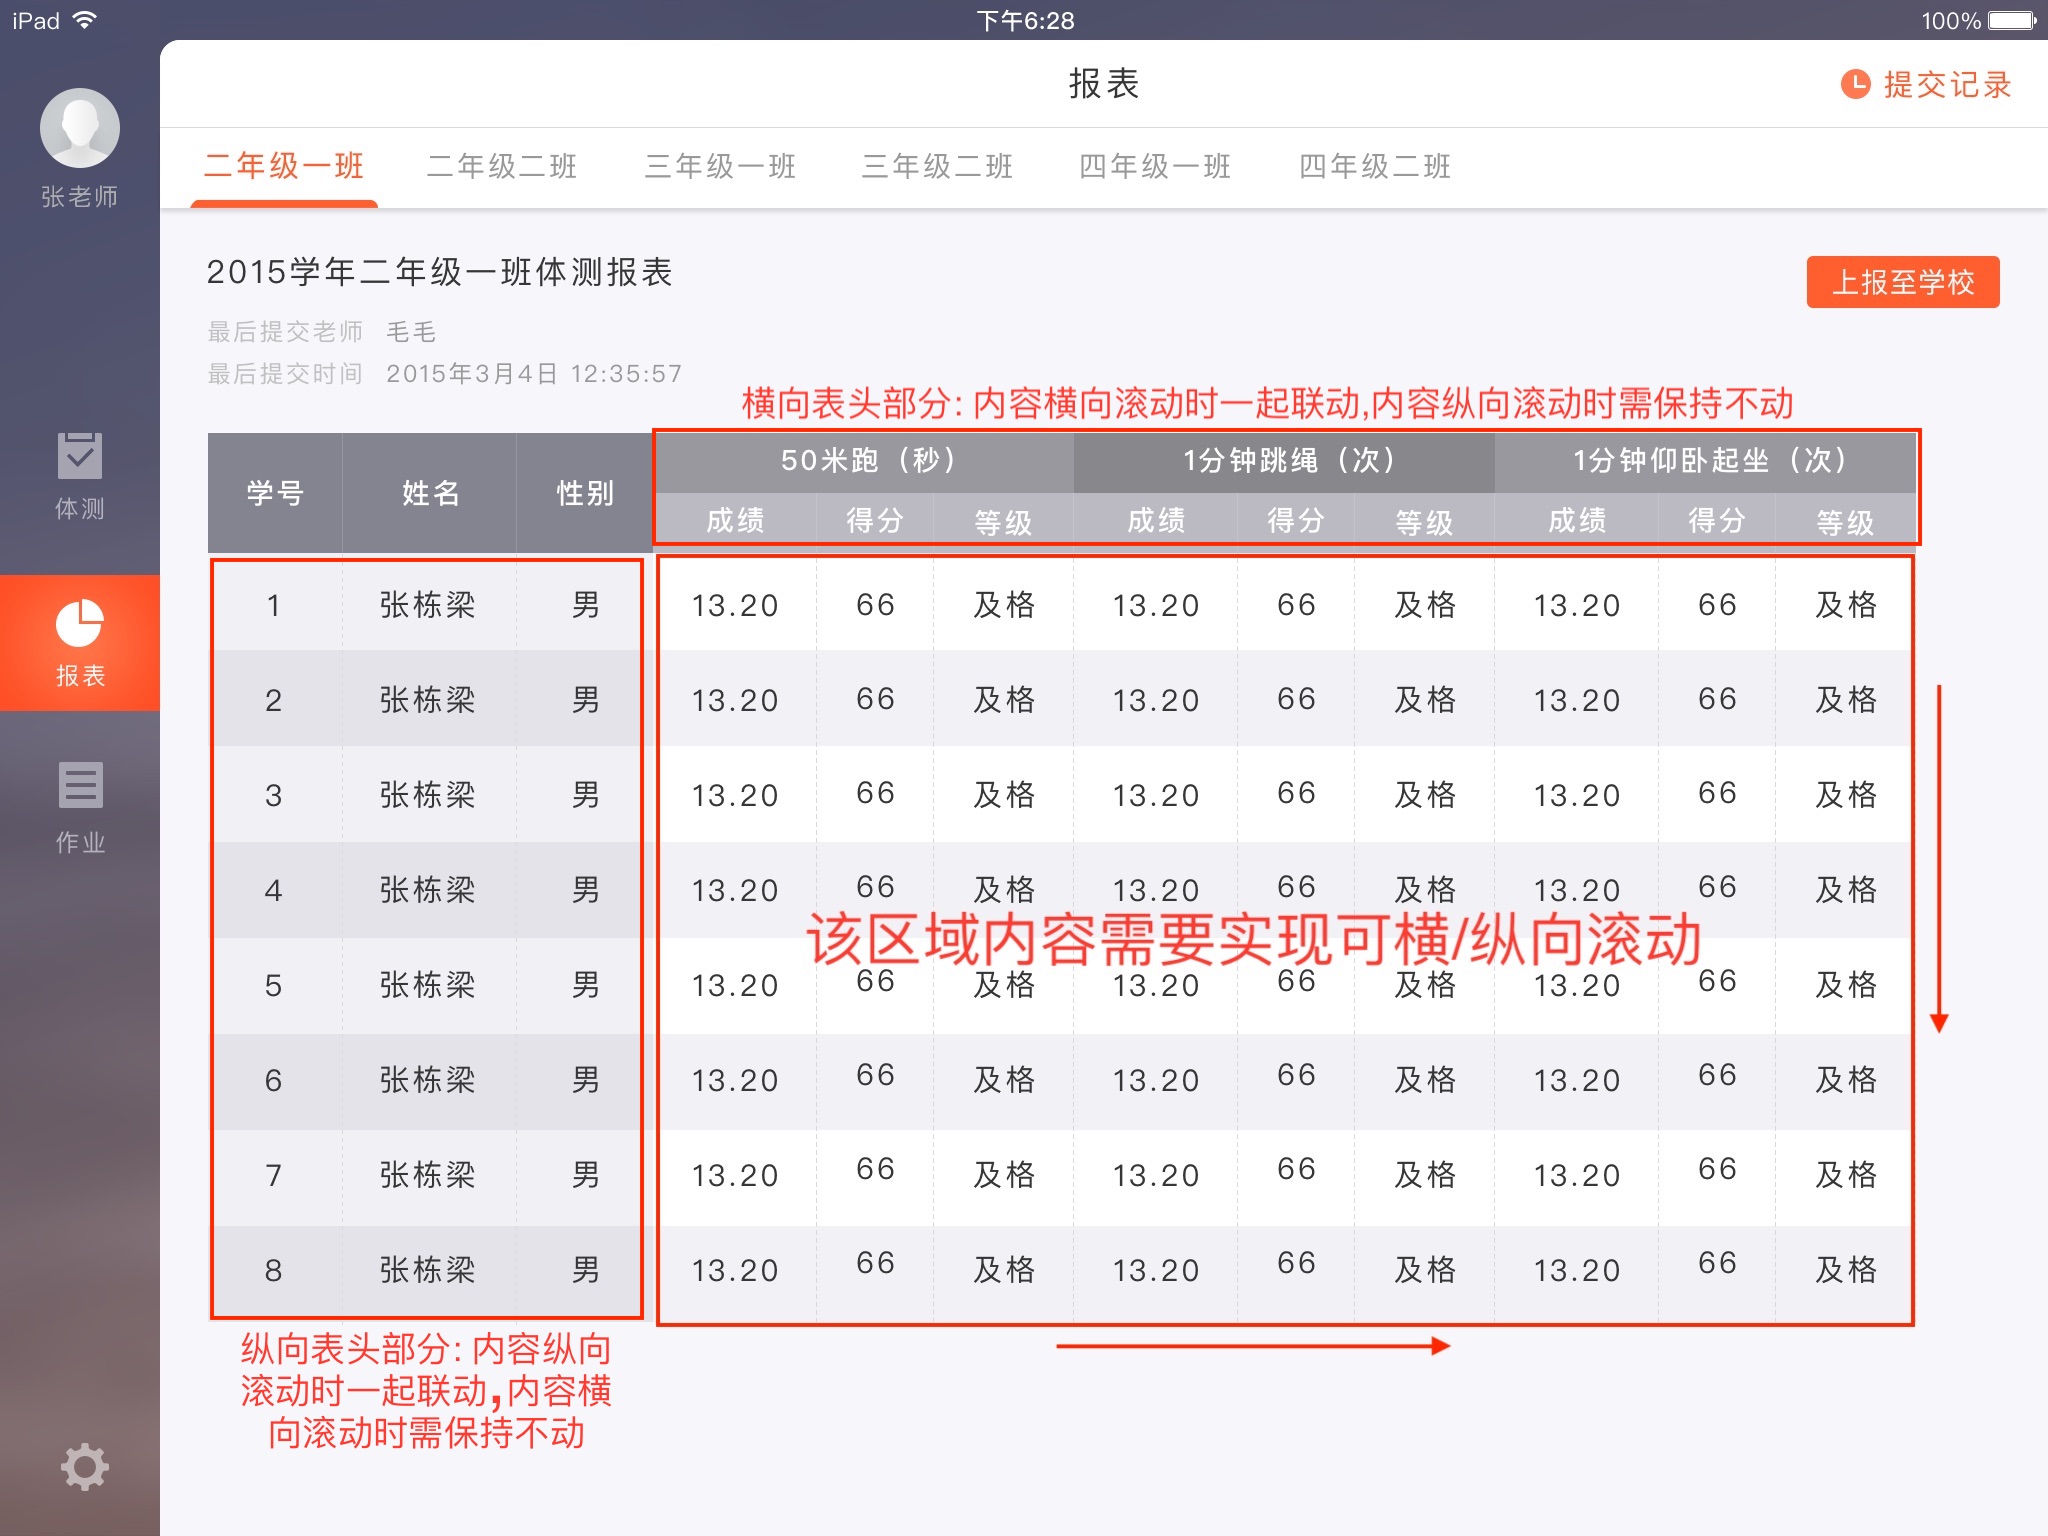 iPad 下午6:28 100%
报表
提交记录
张老师
二年级一班 二年级二班 三年级一班 三年级二班 四年级一班 四年级二班
2015学年二年级一班体测报表
上报至学校
最后提交老师 毛毛
最后提交时间 2015年3月4日 12:35:57
横向表头部分: 内容横向滚动时一起联动,内容纵向滚动时需保持不动
体测
报表
作业
学号 姓名 性别 50米跑（秒） 1分钟跳绳（次） 1分钟仰卧起坐（次）
成绩 得分 等级 成绩 得分 等级 成绩 得分 等级
1 张栋梁 男 13.20 66 及格 13.20 66 及格 13.20 66 及格
2 张栋梁 男 13.20 66 及格 13.20 66 及格 13.20 66 及格
3 张栋梁 男 13.20 66 及格 13.20 66 及格 13.20 66 及格
4 张栋梁 男 13.20 66 及格 13.20 66 及格 13.20 66 及格
该区域内容需要实现可横/纵向滚动
5 张栋梁 男 13.20 66 及格 13.20 66 及格 13.20 66 及格
6 张栋梁 男 13.20 66 及格 13.20 66 及格 13.20 66 及格
7 张栋梁 男 13.20 66 及格 13.20 66 及格 13.20 66 及格
8 张栋梁 男 13.20 66 及格 13.20 66 及格 13.20 66 及格
纵向表头部分: 内容纵向
滚动时一起联动,内容横
向滚动时需保持不动